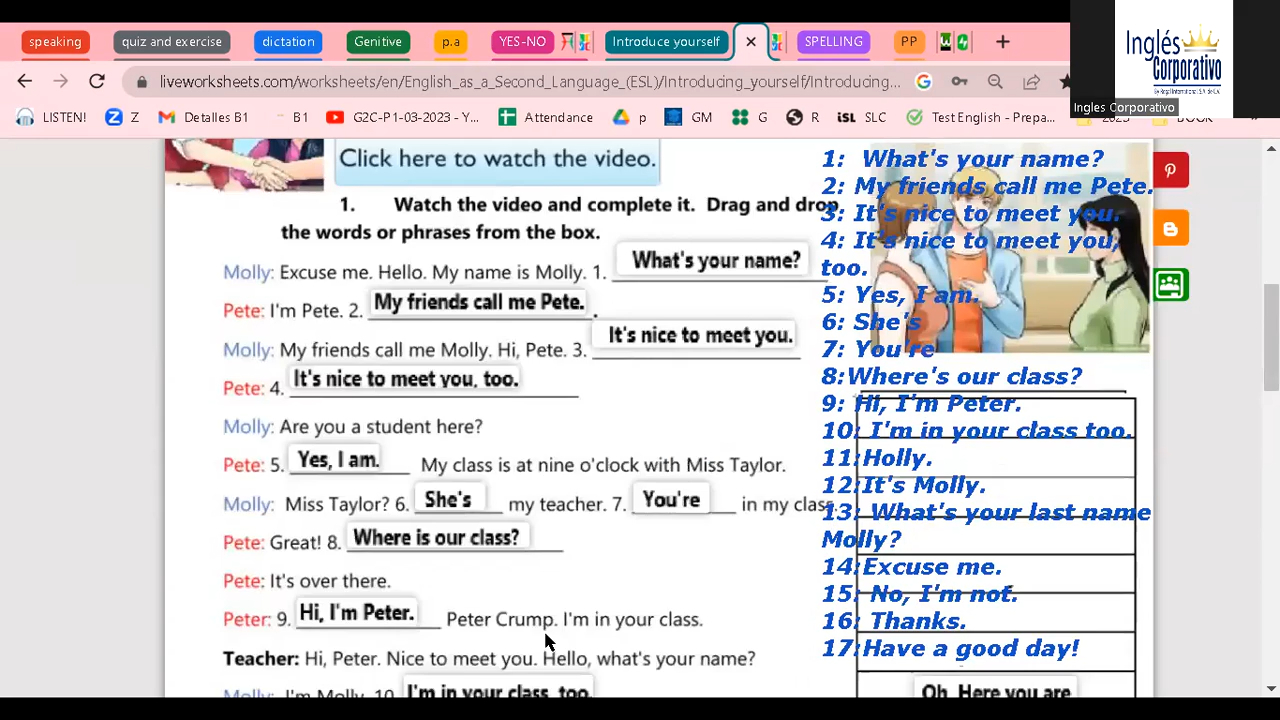 speaking
quiz and exercise
dictation
Genitive
p.a
YES-NO
Introduce yourself
SPELLING
PP
Inglés
Corporativo
Ingles Corporativo
liveworksheets.com/worksheets/en/English_as_a_Second_Language_(ESL)/Introducing_yourself/Introducing...
LISTEN!
Z
Detalles B1
B1
G2C-P1-03-2023- Y...
Attendance
p
GM
G
R
iSL SLC
Test English - Prepa...
2023
BOOK
Click here to watch the video.
1. Watch the video and complete it. Drag and drop
the words or phrases from the box.
Molly: Excuse me. Hello. My name is Molly. 1. What's your name?
Pete: I'm Pete. 2. My friends call me Pete. .
Molly: My friends call me Molly. Hi, Pete. 3. It's nice to meet you.
Pete: 4. It's nice to meet you, too.
Molly: Are you a student here?
Pete: 5. Yes, I am. My class is at nine o'clock with Miss Taylor.
Molly: Miss Taylor? 6. She's my teacher. 7. You're in my class.
Pete: Great! 8. Where is our class?
Pete: It's over there.
Peter: 9. Hi, I'm Peter. Peter Crump. I'm in your class.
Teacher: Hi, Peter. Nice to meet you. Hello, what's your name?
Molly: I'm Molly. 10. I'm in your class, too.
1: What's your name?
2: My friends call me Pete.
3: It's nice to meet you.
4: It's nice to meet you,
too.
5: Yes, I am.
6: She's
7: You're
8:Where's our class?
9: Hi, I'm Peter.
10: I'm in your class too.
11:Holly.
12:It's Molly.
13: What's your last name
Molly?
14:Excuse me.
15: No, I'm not.
16: Thanks.
17:Have a good day!
Oh. Here you are